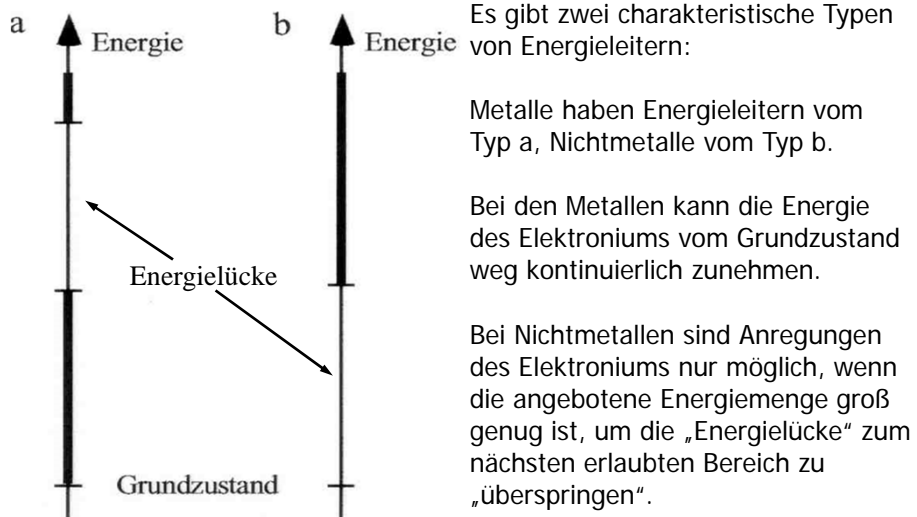 a
Energie
b
Energie
Energielücke
Grundzustand
Es gibt zwei charakteristische Typen
von Energieleitern:
Metalle haben Energieleitern vom
Typ a, Nichtmetalle vom Typ b.
Bei den Metallen kann die Energie
des Elektroniums vom Grundzustand
weg kontinuierlich zunehmen.
Bei Nichtmetallen sind Anregungen
des Elektroniums nur möglich, wenn
die angebotene Energiemenge groß
genug ist, um die „Energielücke“ zum
nächsten erlaubten Bereich zu
„überspringen“.